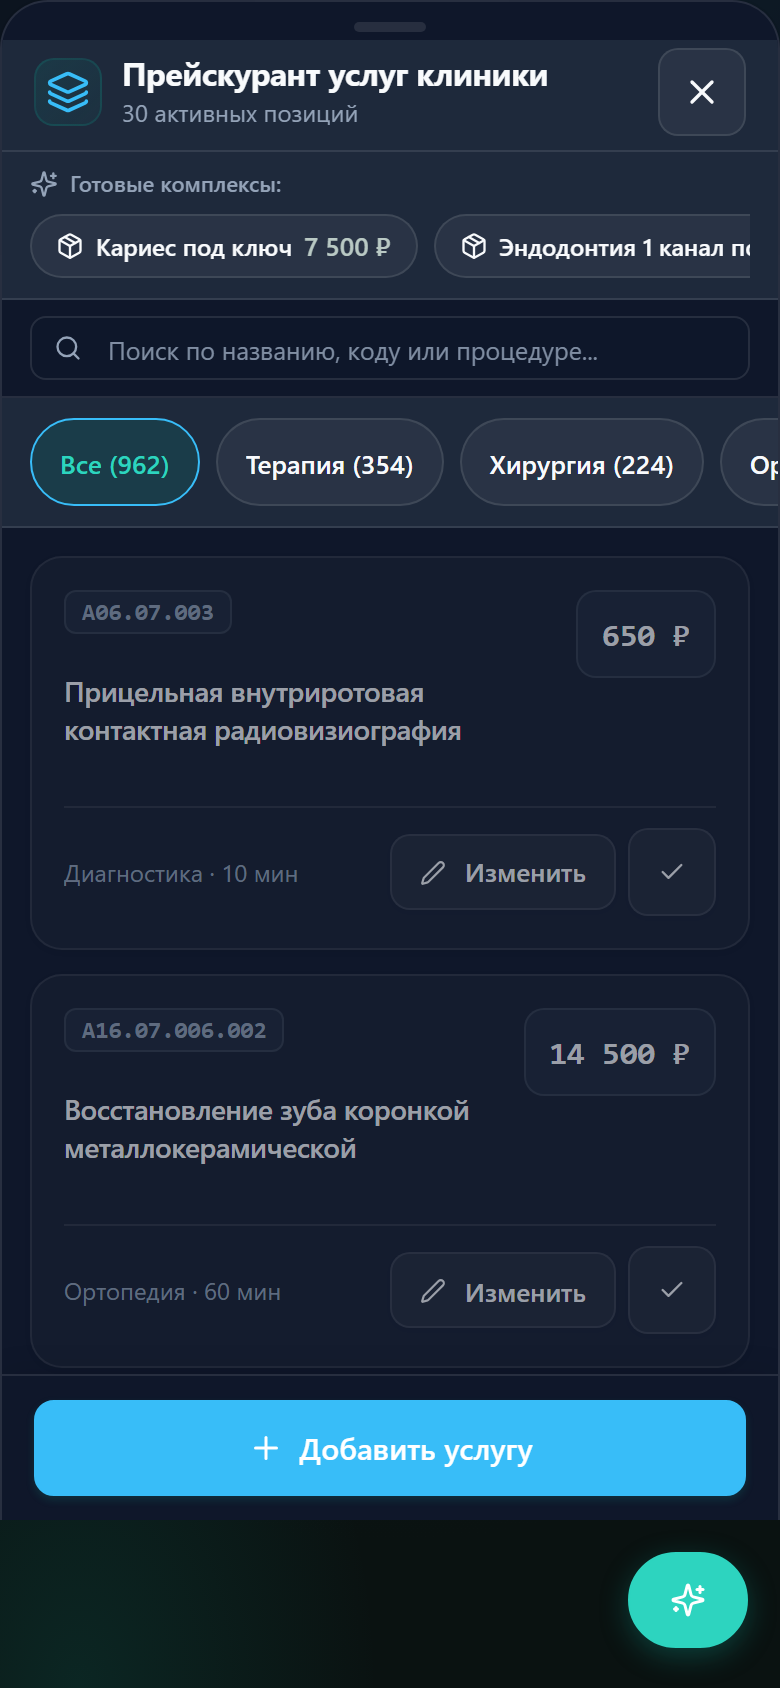 Прейскурант услуг клиники
30 активных позиций
Готовые комплексы:
Кариес под ключ 7 500 ₽
Эндодонтия 1 канал
Поиск по названию, коду или процедуре...
Все (962)
Терапия (354)
Хирургия (224)
A06.07.003
650 ₽
Прицельная внутриротовая
контактная радиовизиография
Диагностика · 10 мин
Изменить
A16.07.006.002
14 500 ₽
Восстановление зуба коронкой
металлокерамической
Ортопедия · 60 мин
Изменить
Добавить услугу